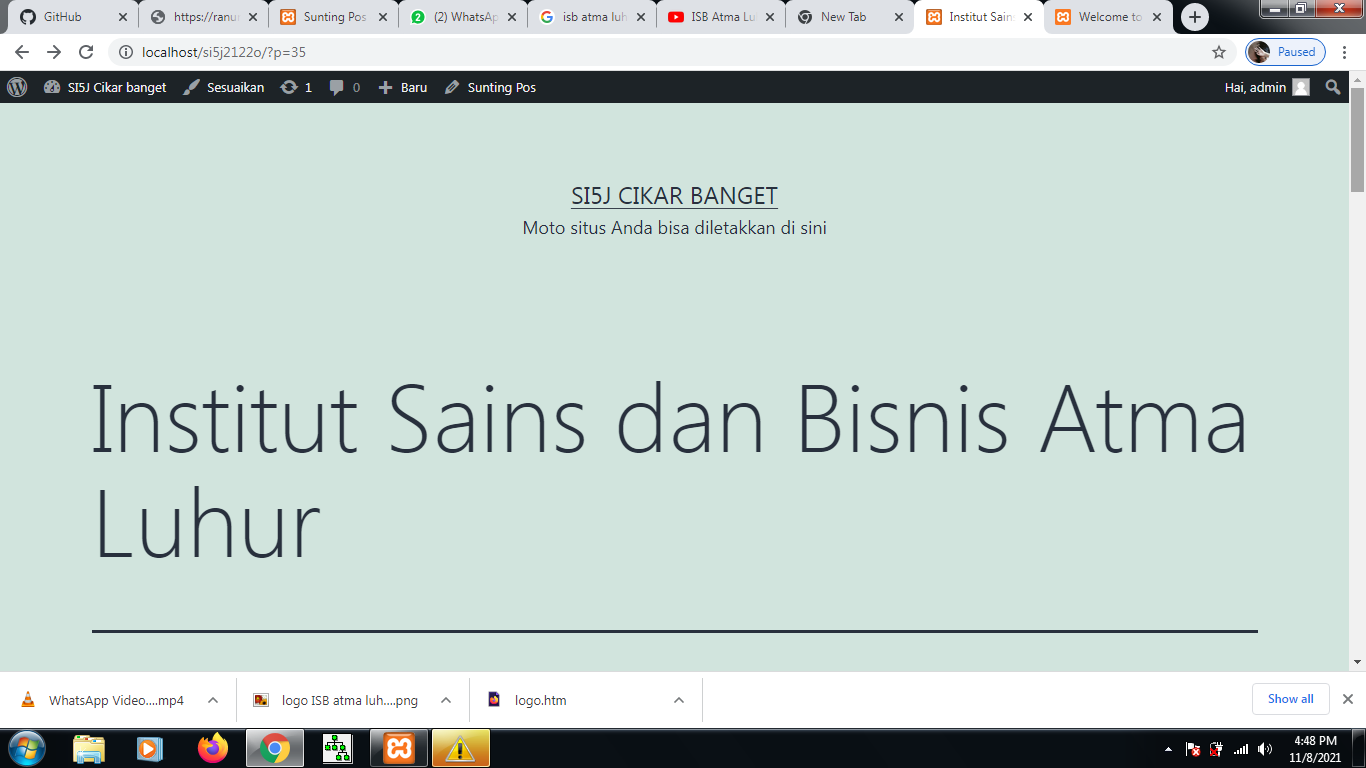 GitHub
https://ranu
Sunting Pos
(2) WhatsAp
isb atma luh
ISB Atma Lu
New Tab
Institut Sain
Welcome to
localhost/si5j2122o/?p=35
Paused
SI5J Cikar banget
Sesuaikan
1
0
Baru
Sunting Pos
Hai, admin
SI5J CIKAR BANGET
Moto situs Anda bisa diletakkan di sini
Institut Sains dan Bisnis Atma
Luhur
WhatsApp Video....mp4
logo ISB atma luh....png
logo.htm
Show all
4:48 PM
11/8/2021